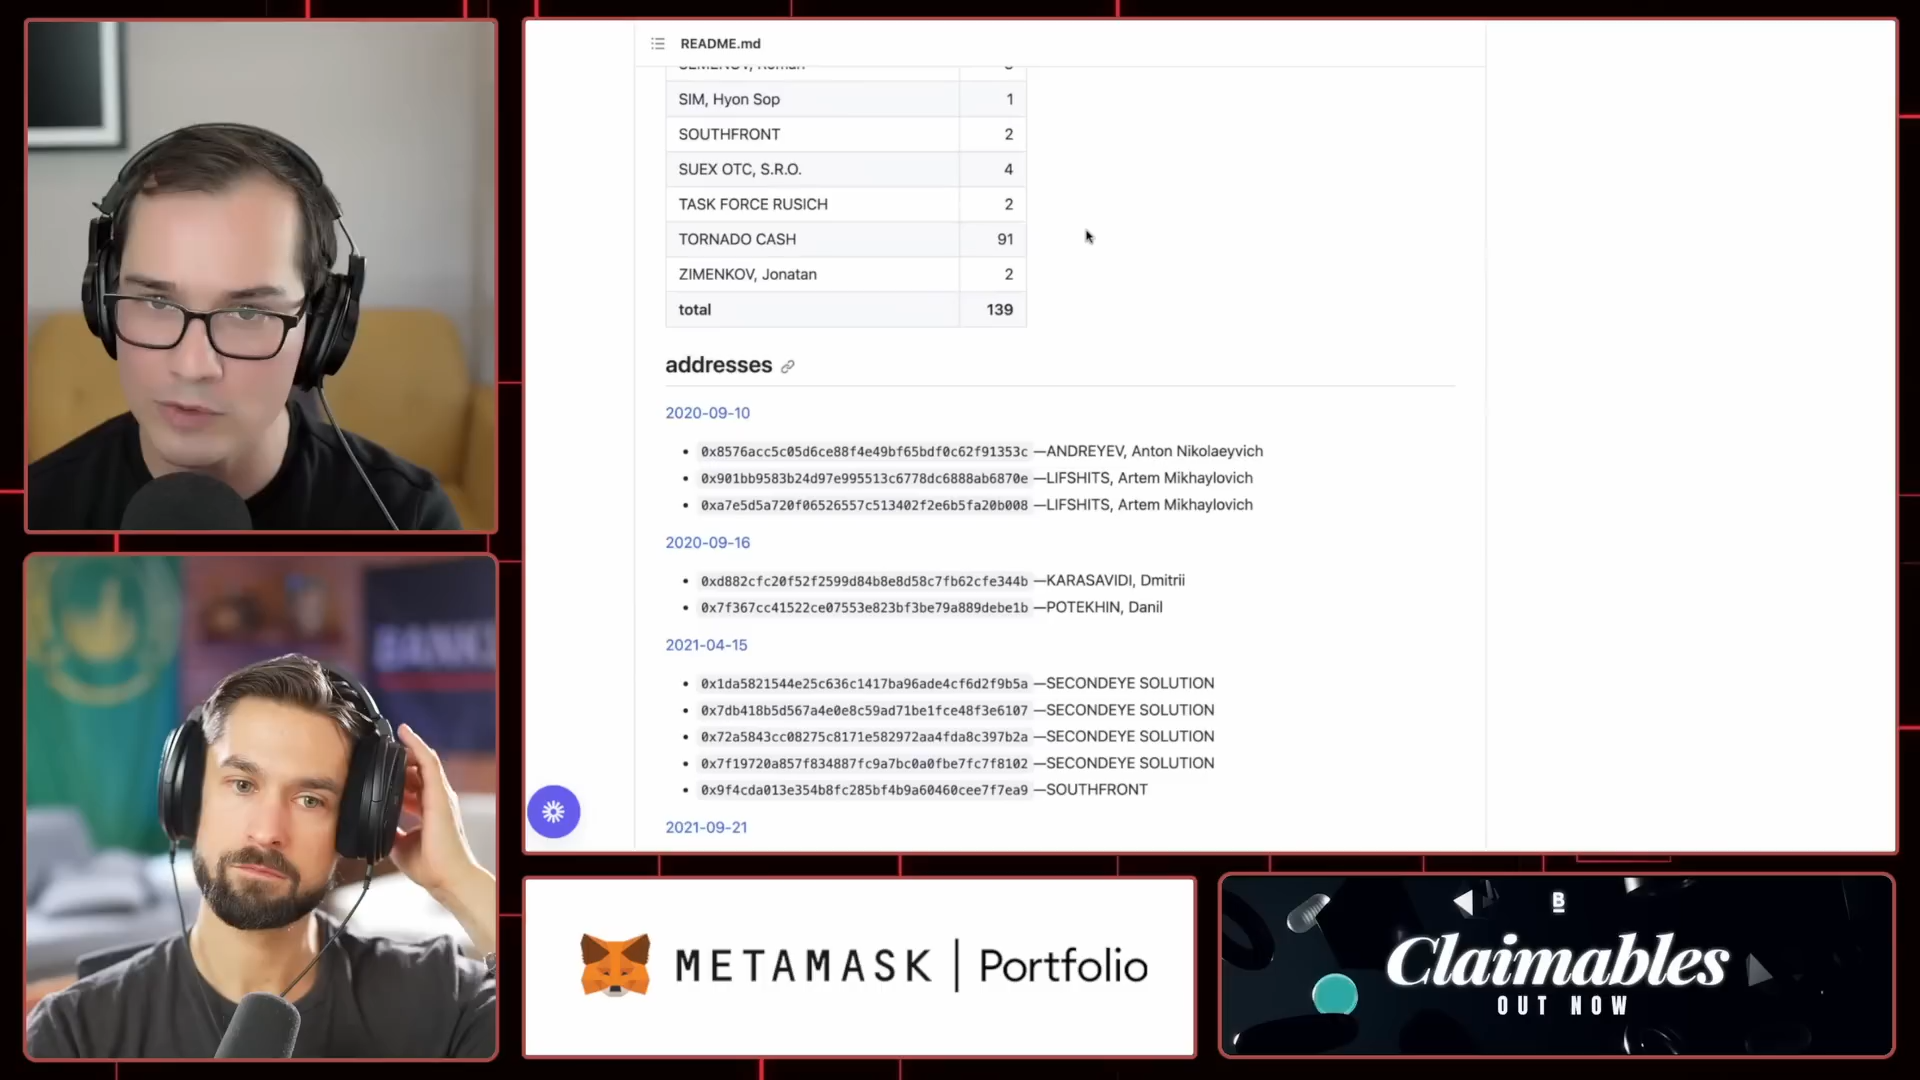 README.md
SIM, Hyon Sop 1
SOUTHFRONT 2
SUEX OTC, S.R.O. 4
TASK FORCE RUSICH 2
TORNADO CASH 91
ZIMENKOV, Jonatan 2
total 139
addresses
2020-09-10
0x8576acc5c05d6ce88f4e49bf65bdf0c62f91353c —ANDREYEV, Anton Nikolaeyvich
0x901bb9583b24d97e995513c6778dc6888ab6870e —LIFSHITS, Artem Mikhaylovich
0xa7e5d5a720f06526557c513402f2e6b5fa20b008 —LIFSHITS, Artem Mikhaylovich
2020-09-16
0xd882cfc20f52f2599d84b8e8d58c7fb62cfe344b —KARASAVIDI, Dmitrii
0x7f367cc41522ce07553e823bf3be79a889debe1b —POTEKHIN, Danil
2021-04-15
0x1da5821544e25c636c1417ba96ade4cf6d2f9b5a —SECONDEYE SOLUTION
0x7db418b5d567a4e0e8c59ad71be1fce48f3e6107 —SECONDEYE SOLUTION
0x72a5843cc08275c8171e582972aa4fda8c397b2a —SECONDEYE SOLUTION
0x7f19720a857f834887fc9a7bc0a0fbe7fc7f8102 —SECONDEYE SOLUTION
0x9f4cda013e354b8fc285bf4b9a60460cee7f7ea9 —SOUTHFRONT
2021-09-21
METAMASK | Portfolio
B
Claimables
OUT NOW